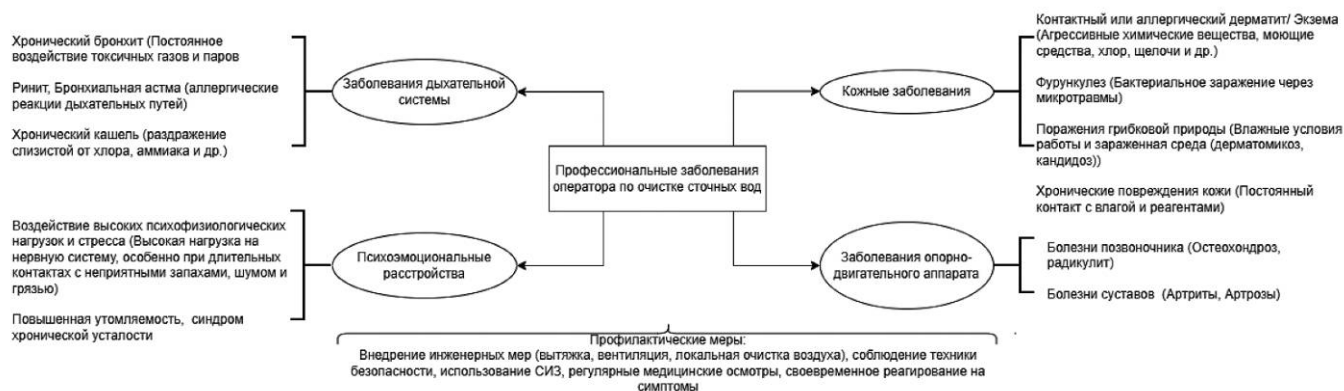 Хронический бронхит (Постоянное
воздействие токсичных газов и паров
Ринит, Бронхиальная астма (аллергические
реакции дыхательных путей)
Хронический кашель (раздражение
слизистой от хлора, аммиака и др.)
Заболевания дыхательной
системы
Контактный или аллергический дерматит/ Экзема
(Агрессивные химические вещества, моющие
средства, хлор, щелочи и др.)
Фурункулез (Бактериальное заражение через
микротравмы)
Поражения грибковой природы (Влажные условия
работы и зараженная среда (дерматомикоз,
кандидоз))
Хронические повреждения кожи (Постоянный
контакт с влагой и реагентами)
Кожные заболевания
Профессиональные заболевания
оператора по очистке сточных вод
Воздействие высоких психофизиологических
нагрузок и стресса (Высокая нагрузка на
нервную систему, особенно при длительных
контактах с неприятными запахами, шумом и
грязью)
Повышенная утомляемость, синдром
хронической усталости
Психоэмоциональные
расстройства
Заболевания опорно-
двигательного аппарата
Болезни позвоночника (Остеохондроз,
радикулит)
Болезни суставов (Артриты, Артрозы)
Профилактические меры:
Внедрение инженерных мер (вытяжка, вентиляция, локальная очистка воздуха), соблюдение техники
безопасности, использование СИЗ, регулярные медицинские осмотры, своевременное реагирование на
симптомы